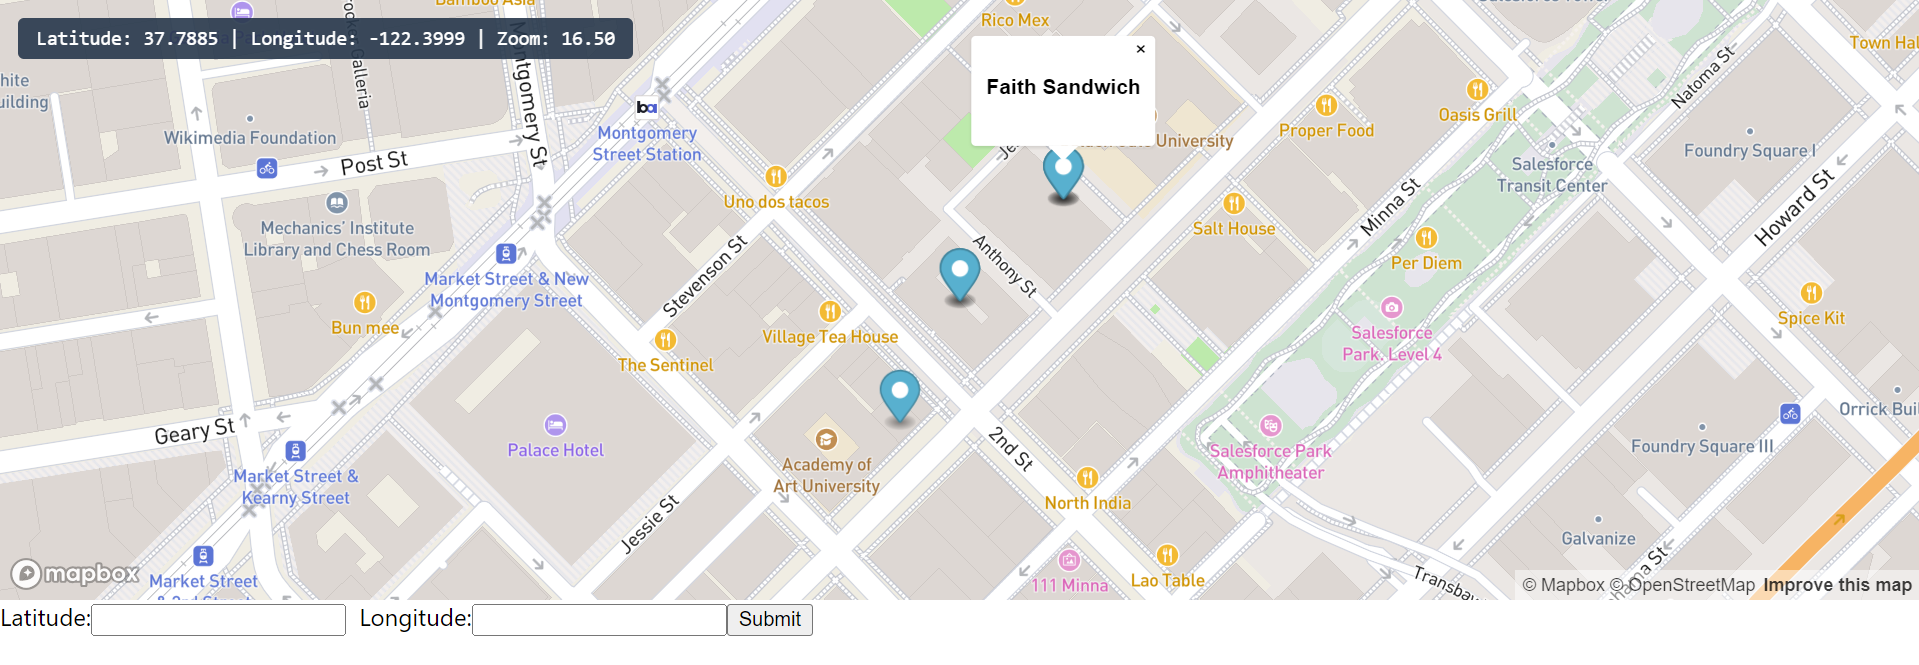 Bamboo Asia
Rico Mex
Town Hal
Latitude: 37.7885 | Longitude: -122.3999 | Zoom: 16.50
×
Faith Sandwich
Montgomery St
Galleria
Natoma St
Oasis Grill
Proper Food
Wikimedia Foundation
Montgomery
Street Station
Post St
University
Foundry Square I
Salesforce
Transit Center
Uno dos tacos
Minna St
Howard St
Mechanics' Institute
Library and Chess Room
Salt House
Anthony St
Stevenson St
Per Diem
Market Street & New
Montgomery Street
Bun mee
Village Tea House
Spice Kit
The Sentinel
Salesforce
Park, Level 4
Geary St
Palace Hotel
2nd St
Orrick Buil
Foundry Square III
Salesforce Park
Amphitheater
Academy of
Art University
Market Street &
Kearny Street
North India
Jessie St
Galvanize
mapbox
Market Street
& 2nd Street
111 Minna
Lao Table
Transbay
© Mapbox © OpenStreetMap Improve this map
Latitude: Longitude: Submit